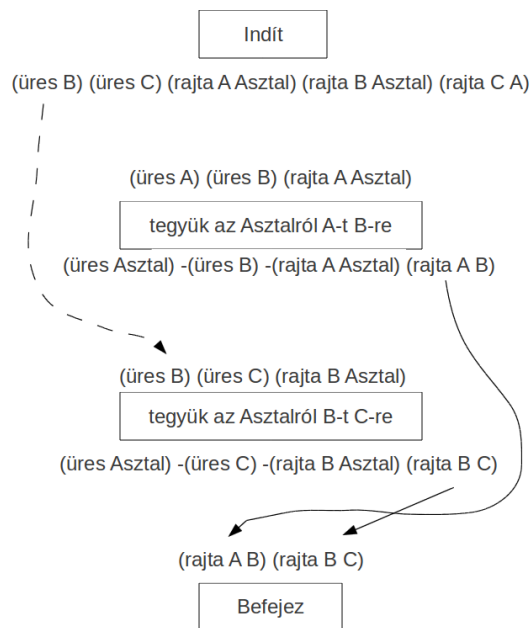 Indít
(üres B) (üres C) (rajta A Asztal) (rajta B Asztal) (rajta C A)
(üres A) (üres B) (rajta A Asztal)
tegyük az Asztalról A-t B-re
(üres Asztal) -(üres B) -(rajta A Asztal) (rajta A B)
(üres B) (üres C) (rajta B Asztal)
tegyük az Asztalról B-t C-re
(üres Asztal) -(üres C) -(rajta B Asztal) (rajta B C)
(rajta A B) (rajta B C)
Befejez